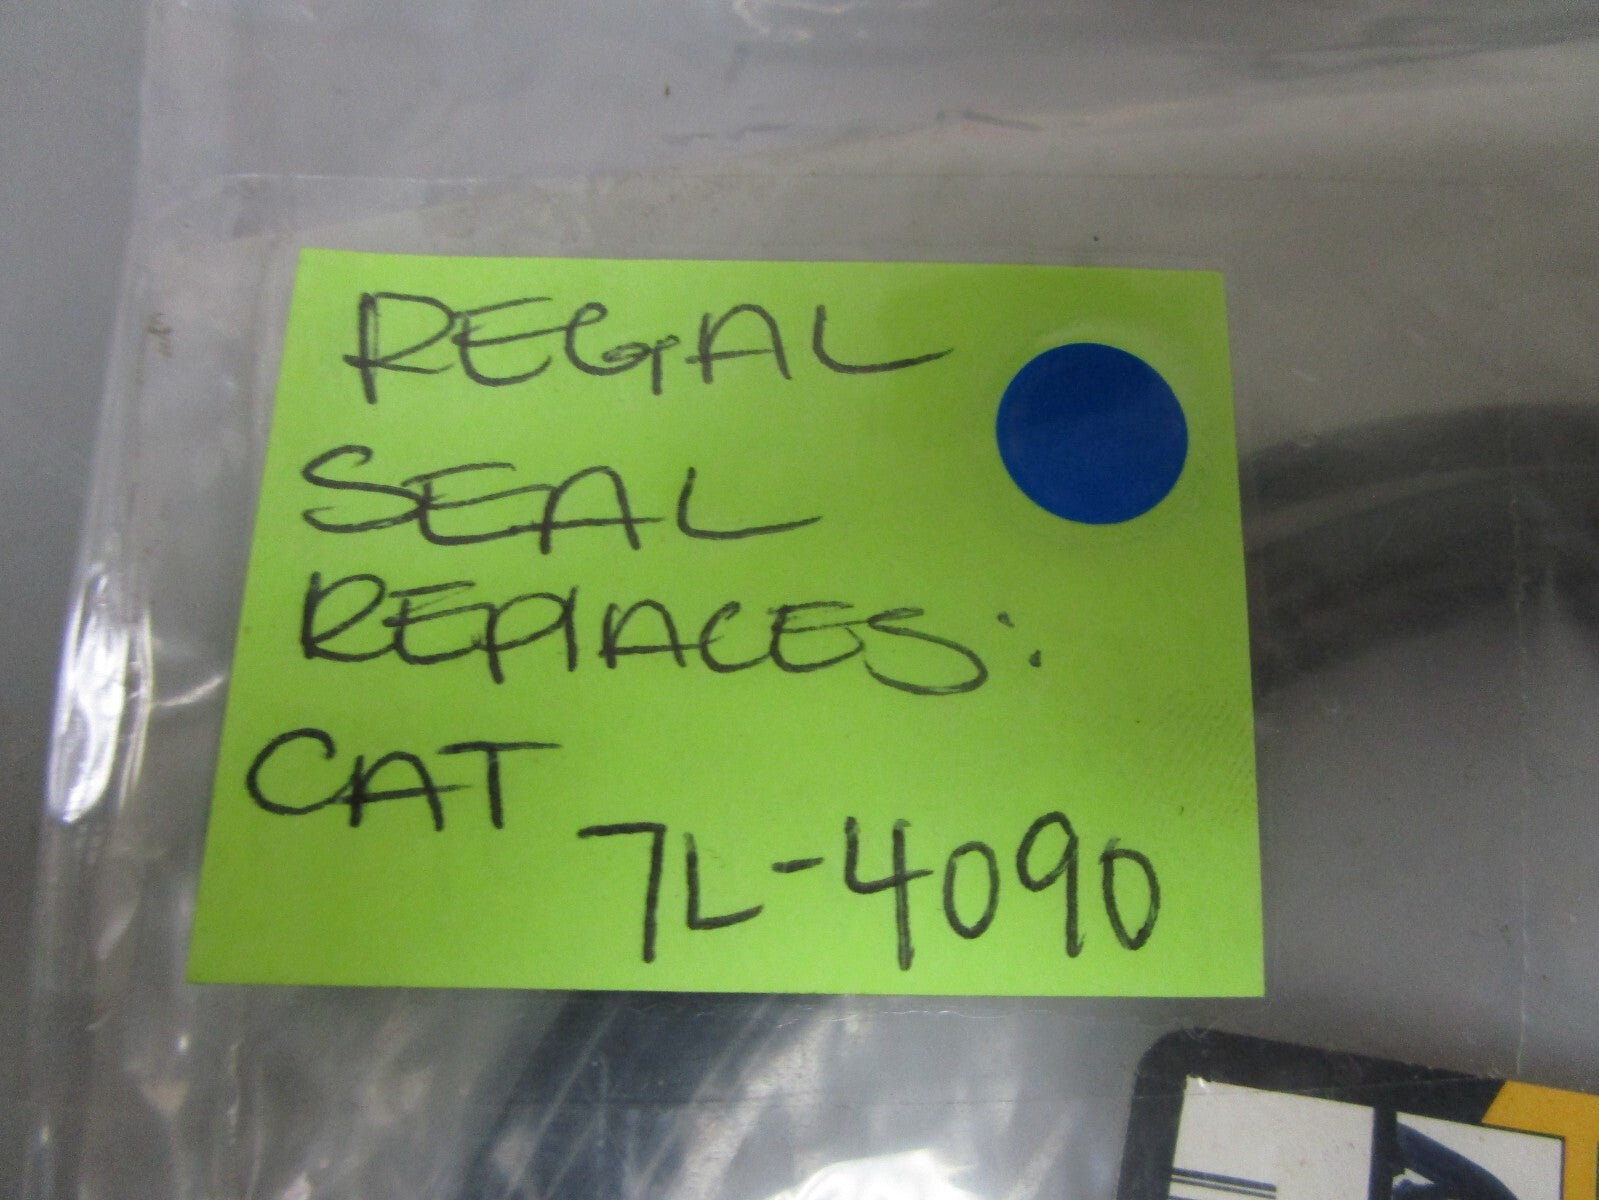 REGAL
SEAL
REPLACES:
CAT
7L-4090